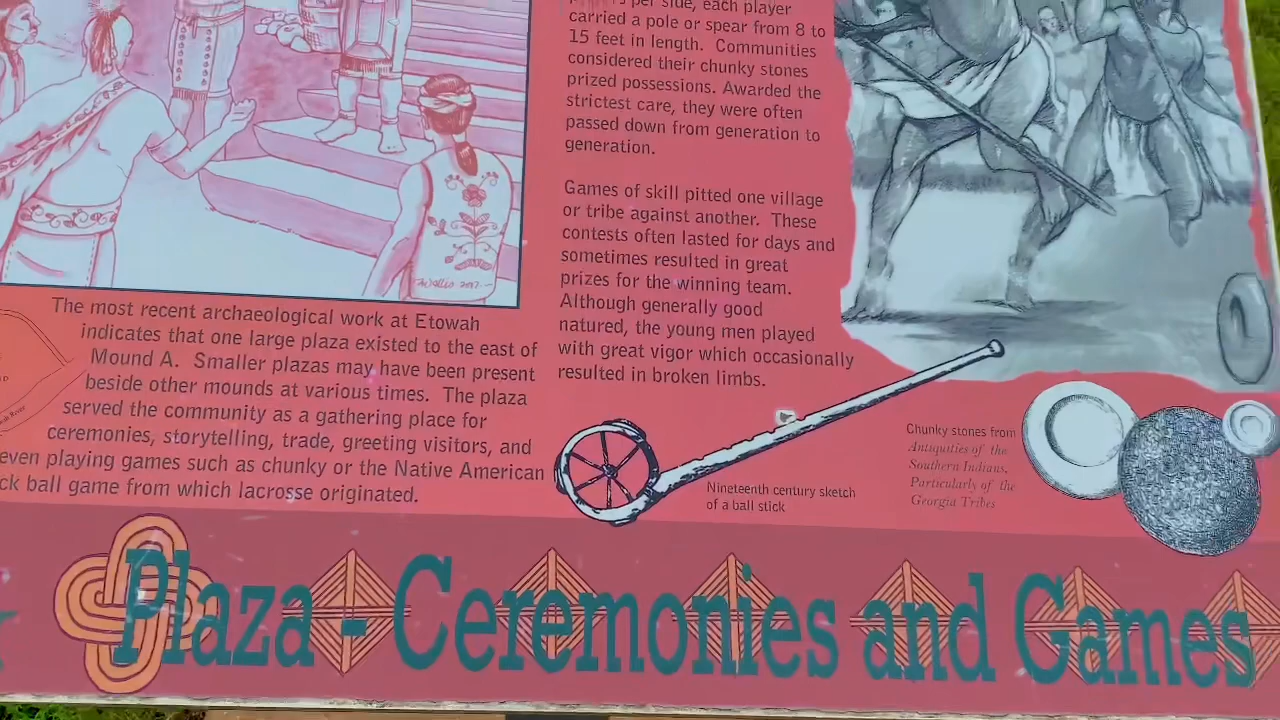 per side, each player
carried a pole or spear from 8 to
15 feet in length. Communities
considered their chunky stones
prized possessions. Awarded the
strictest care, they were often
passed down from generation to
generation.
Games of skill pitted one village
or tribe against another. These
contests often lasted for days and
sometimes resulted in great
prizes for the winning team.
Although generally good
natured, the young men played
with great vigor which occasionally
resulted in broken limbs.
The most recent archaeological work at Etowah
indicates that one large plaza existed to the east of
Mound A. Smaller plazas may have been present
beside other mounds at various times. The plaza
served the community as a gathering place for
ceremonies, storytelling, trade, greeting visitors, and
even playing games such as chunky or the Native American
ck ball game from which lacrosse originated.
Nineteenth century sketch
of a ball stick
Chunky stones from
Antiquities of the
Southern Indians,
Particularly of the
Georgia Tribes
Plaza - Ceremonies and Games